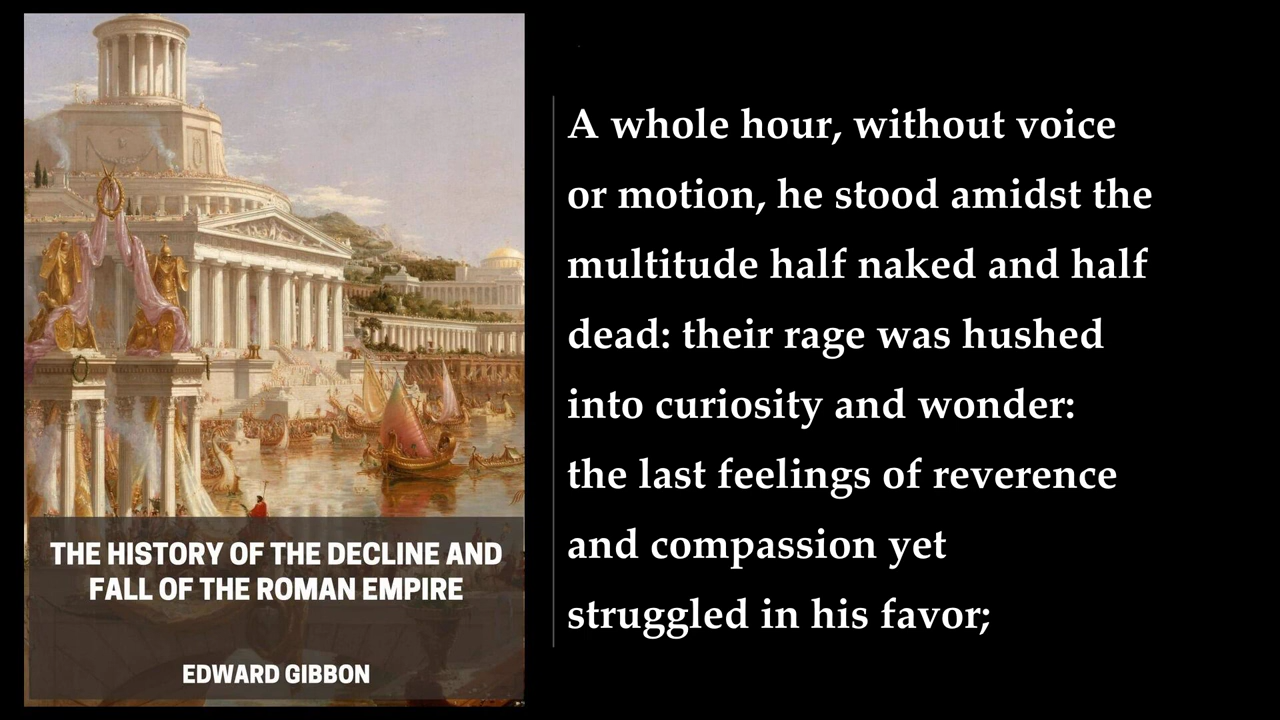 THE HISTORY OF THE DECLINE AND
FALL OF THE ROMAN EMPIRE
EDWARD GIBBON
A whole hour, without voice
or motion, he stood amidst the
multitude half naked and half
dead: their rage was hushed
into curiosity and wonder:
the last feelings of reverence
and compassion yet
struggled in his favor;